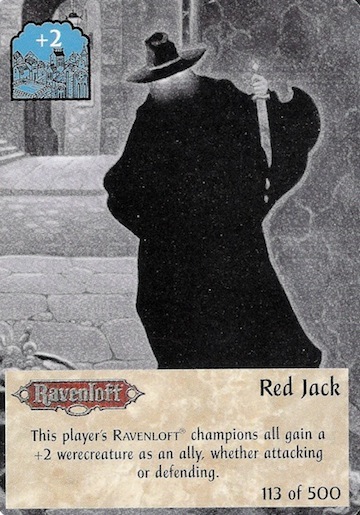 +2
Ravenloft
Red Jack
This player's RAVENLOFT® champions all gain a
+2 werecreature as an ally, whether attacking
or defending.
113 of 500